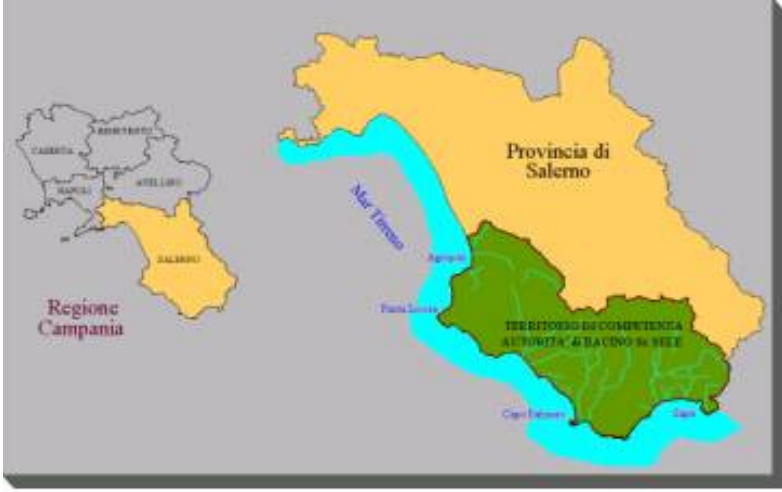 CASERTA
BENEVENTO
NAPOLI
AVELLINO
SALERNO
Regione
Campania
Provincia di
Salerno
Mar Tirreno
Agropoli
Punta Licosa
TERRITORIO DI COMPETENZA
AUTORITA' di BACINO Sx SELE
Capo Palinuro
Sapri